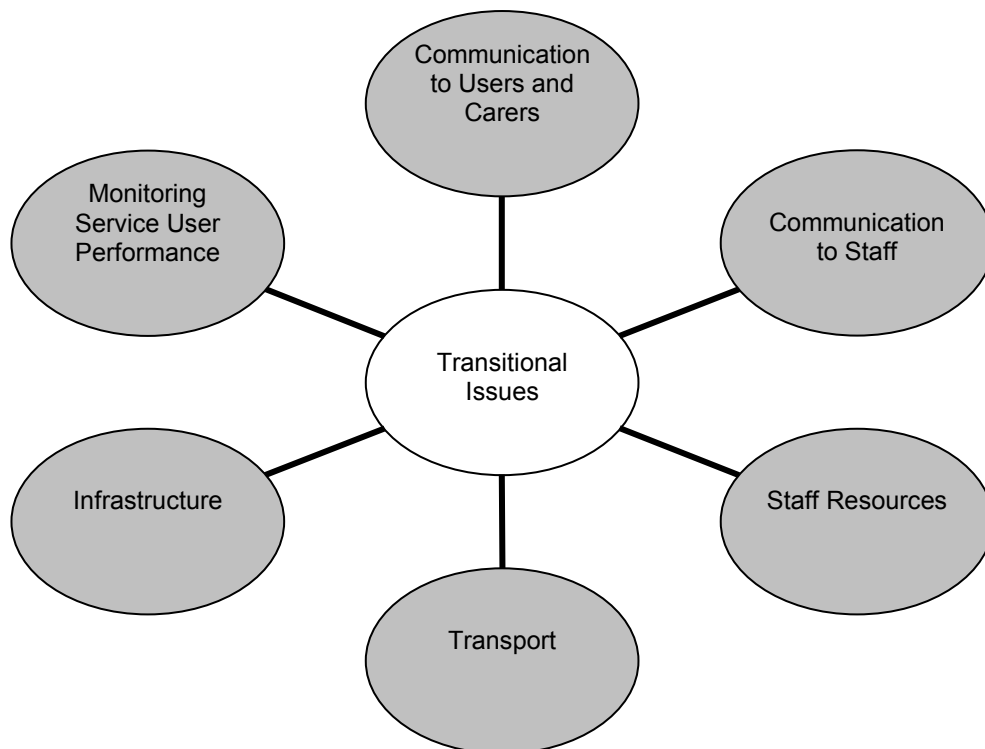 Communication
to Users and
Carers
Monitoring
Service User
Performance
Communication
to Staff
Transitional
Issues
Infrastructure
Staff Resources
Transport